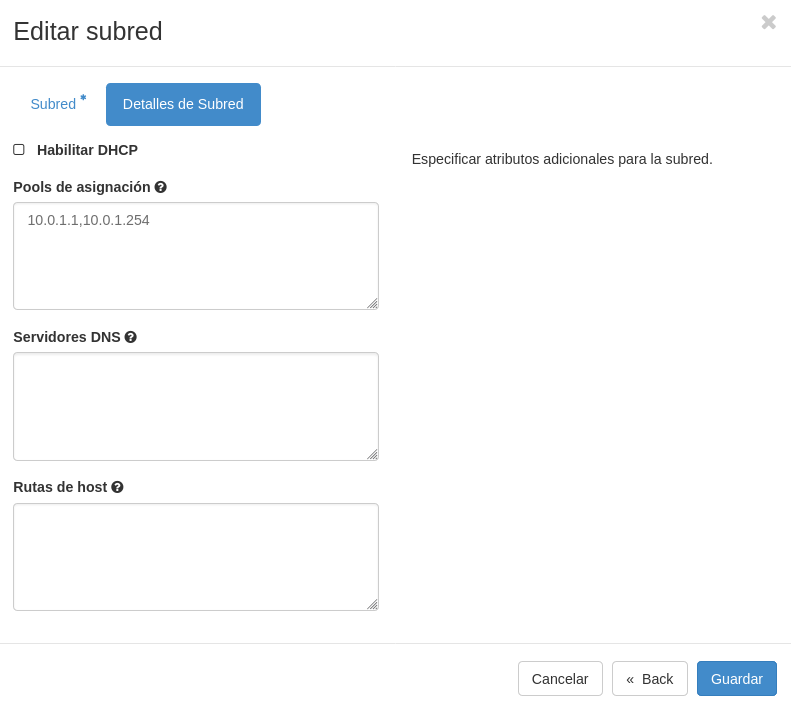 Editar subred
Subred *
Detalles de Subred
Habilitar DHCP
Especificar atributos adicionales para la subred.
Pools de asignación
10.0.1.1,10.0.1.254
Servidores DNS
Rutas de host
Cancelar
« Back
Guardar